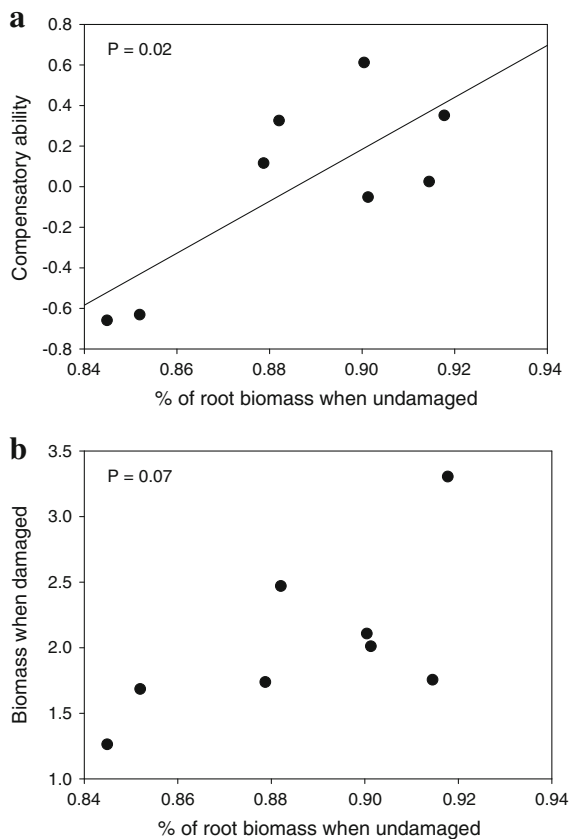 a
P = 0.02
Compensatory ability
0.8
0.6
0.4
0.2
0.0
-0.2
-0.4
-0.6
-0.8
0.84 0.86 0.88 0.90 0.92 0.94
% of root biomass when undamaged
b
P = 0.07
Biomass when damaged
3.5
3.0
2.5
2.0
1.5
1.0
0.84 0.86 0.88 0.90 0.92 0.94
% of root biomass when undamaged